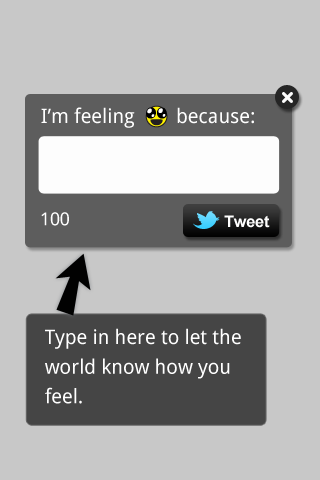 I'm feeling because:
100
Tweet
Type in here to let the
world know how you
feel.